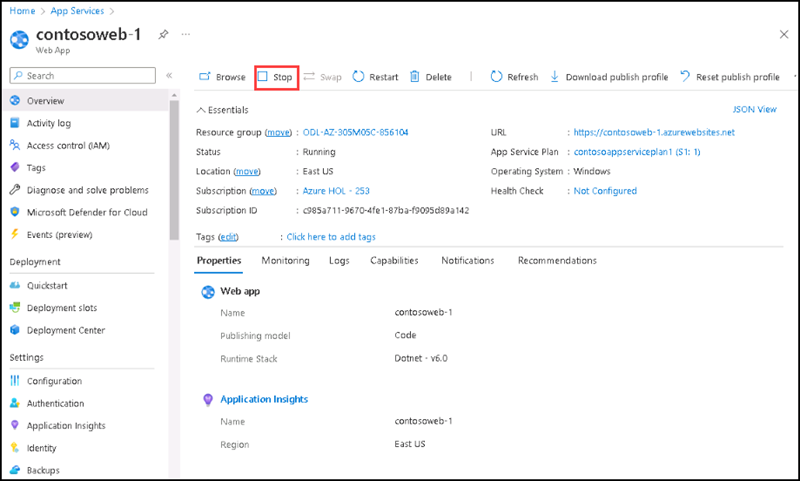 Home > App Services >
contosoweb-1
Web App
Search
«
Browse Stop Swap Restart Delete Refresh Download publish profile Reset publish profile
Overview
Activity log
Access control (IAM)
Tags
Diagnose and solve problems
Microsoft Defender for Cloud
Events (preview)
Deployment
Quickstart
Deployment slots
Deployment Center
Settings
Configuration
Authentication
Application Insights
Identity
Backups
Essentials
JSON View
Resource group (move) : ODL-AZ-305M05C-856104
Status : Running
Location (move) : East US
Subscription (move) : Azure HOL - 253
Subscription ID : c985a711-9670-4fe1-87ba-f9095d89a142
URL : https://contosoweb-1.azurewebsites.net
App Service Plan : contosoappserviceplan1 (S1: 1)
Operating System : Windows
Health Check : Not Configured
Tags (edit) : Click here to add tags
Properties Monitoring Logs Capabilities Notifications Recommendations
Web app
Name contosoweb-1
Publishing model Code
Runtime Stack Dotnet - v6.0
Application Insights
Name contosoweb-1
Region East US